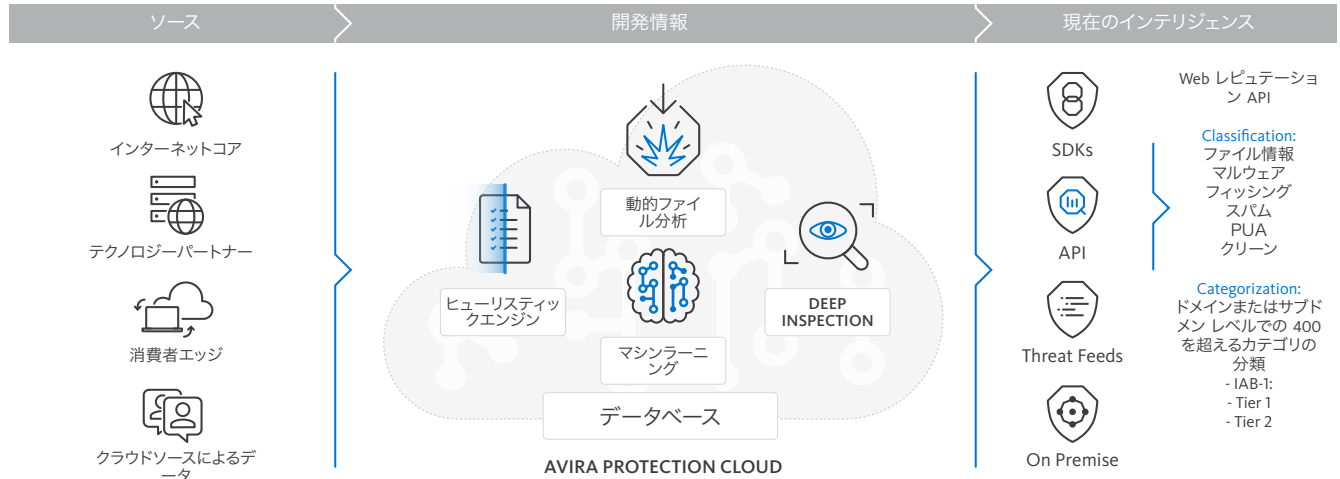 ソース
開発情報
現在のインテリジェンス
インターネットコア
テクノロジーパートナー
消費者エッジ
クラウドソースによるデ
ータ
動的ファイ
ル分析
ヒューリスティッ
クエンジン
マシンラーニ
ング
DEEP
INSPECTION
データベース
AVIRA PROTECTION CLOUD
SDKs
API
Threat Feeds
On Premise
Web レピュテーショ
ン API
Classification:
ファイル情報
マルウェア
フィッシング
スパム
PUA
クリーン
Categorization:
ドメインまたはサブド
メン レベルでの 400
を超えるカテゴリの
分類
- IAB-1:
- Tier 1
- Tier 2